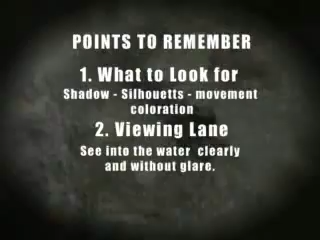 POINTS TO REMEMBER
1. What to Look for
Shadow - Silhouetts - movement
coloration
2. Viewing Lane
See into the water clearly
and without glare.